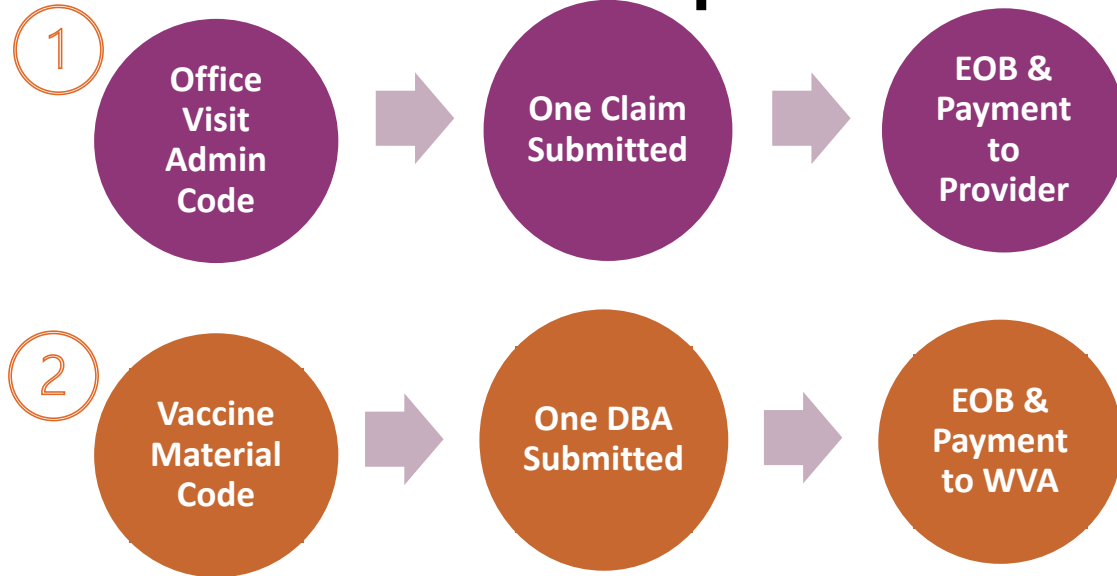 1
Office
Visit
Admin
Code
One Claim
Submitted
EOB &
Payment
to
Provider
2
Vaccine
Material
Code
One DBA
Submitted
EOB &
Payment
to WVA